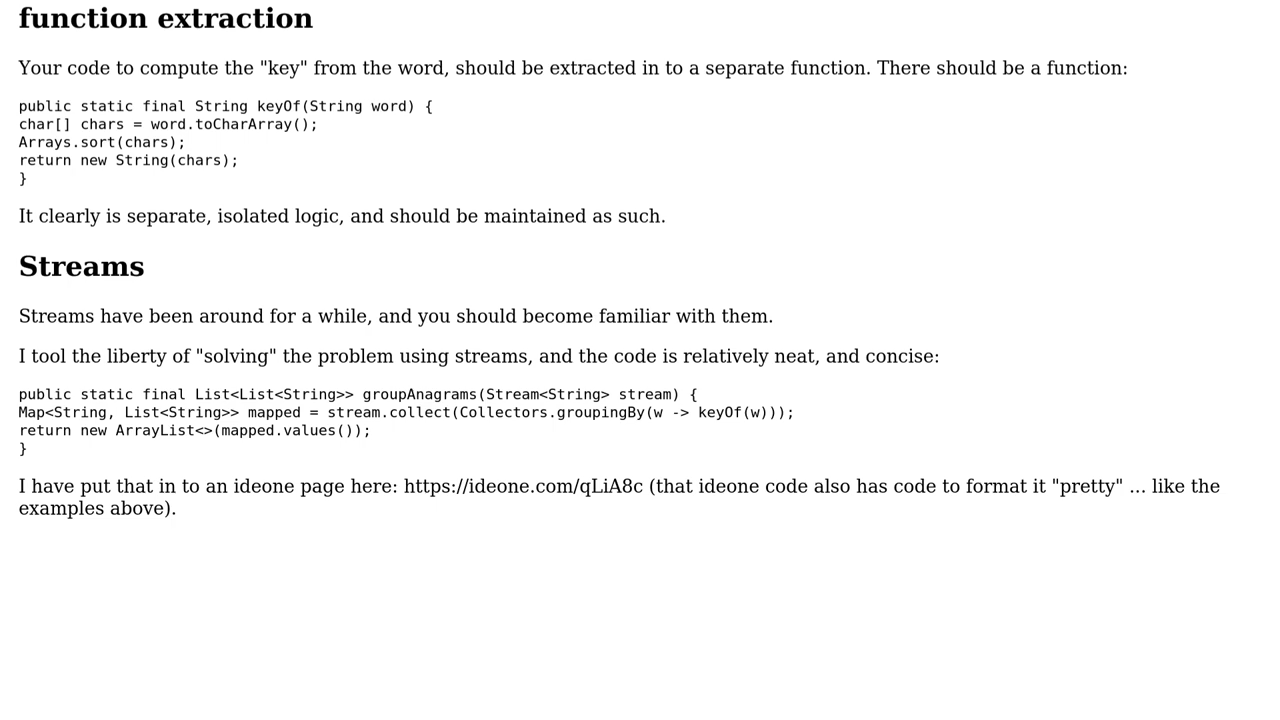 function extraction
Your code to compute the "key" from the word, should be extracted in to a separate function. There should be a function:
public static final String keyOf(String word) {
char[] chars = word.toCharArray();
Arrays.sort(chars);
return new String(chars);
}
It clearly is separate, isolated logic, and should be maintained as such.
Streams
Streams have been around for a while, and you should become familiar with them.
I tool the liberty of "solving" the problem using streams, and the code is relatively neat, and concise:
public static final List<List<String>> groupAnagrams(Stream<String> stream) {
Map<String, List<String>> mapped = stream.collect(Collectors.groupingBy(w -> keyOf(w)));
return new ArrayList<>(mapped.values());
}
I have put that in to an ideone page here: https://ideone.com/qLiA8c (that ideone code also has code to format it "pretty" ... like the
examples above).